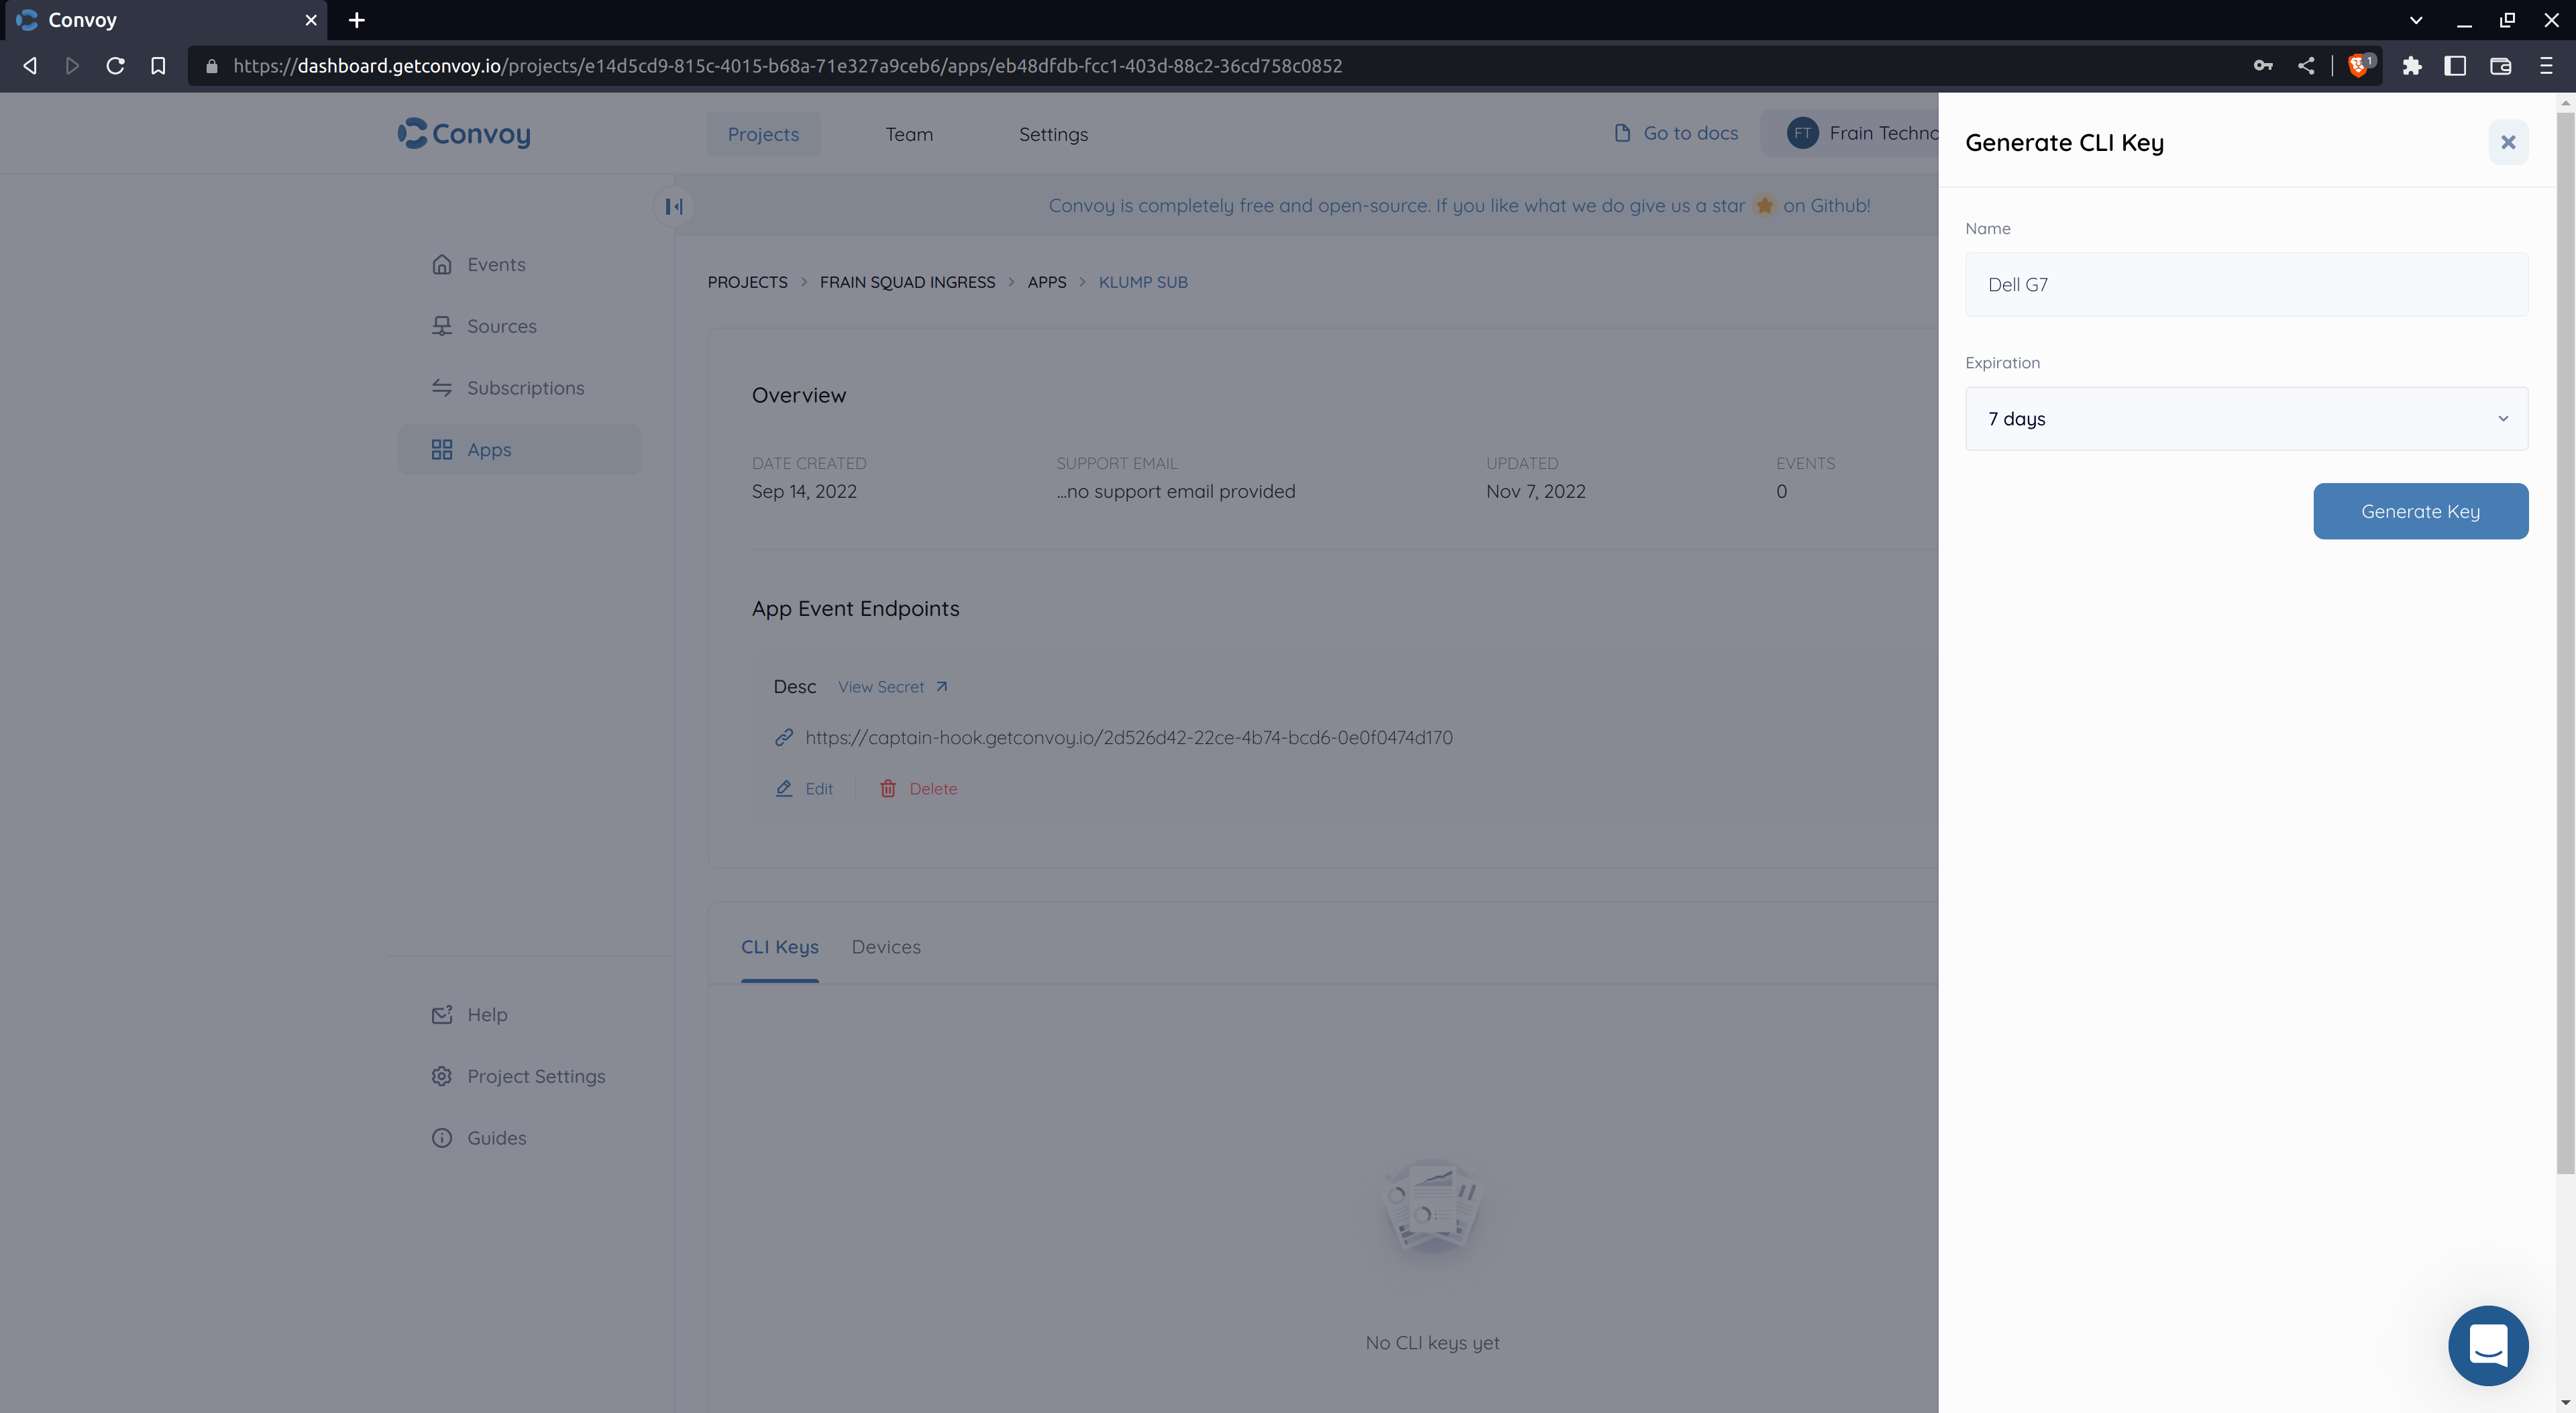 Convoy
https://dashboard.getconvoy.io/projects/e14d5cd9-815c-4015-b68a-71e327a9ceb6/apps/eb48dfdb-fcc1-403d-88c2-36cd758c0852
1
Convoy
Projects
Team
Settings
Go to docs
FT
Frain Techno
Convoy is completely free and open-source. If you like what we do give us a star ⭐ on Github!
Events
Sources
Subscriptions
Apps
Help
Project Settings
Guides
PROJECTS > FRAIN SQUAD INGRESS > APPS > KLUMP SUB
Overview
DATE CREATED
Sep 14, 2022
SUPPORT EMAIL
...no support email provided
UPDATED
Nov 7, 2022
EVENTS
0
App Event Endpoints
Desc
View Secret
https://captain-hook.getconvoy.io/2d526d42-22ce-4b74-bcd6-0e0f0474d170
Edit
Delete
CLI Keys
Devices
No CLI keys yet
Generate CLI Key
Name
Dell G7
Expiration
7 days
Generate Key